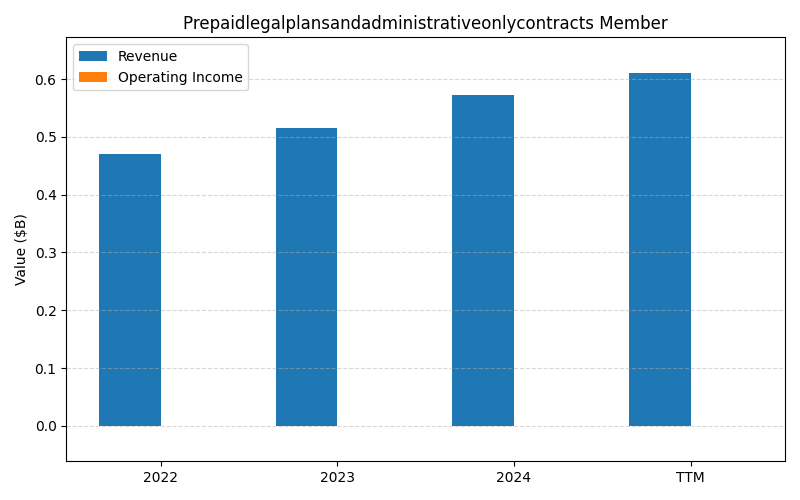 Prepaidlegalplansandadministrativeonlycontracts Member
Revenue
Operating Income
Value ($B)
0.6
0.5
0.4
0.3
0.2
0.1
0.0
2022 2023 2024 TTM